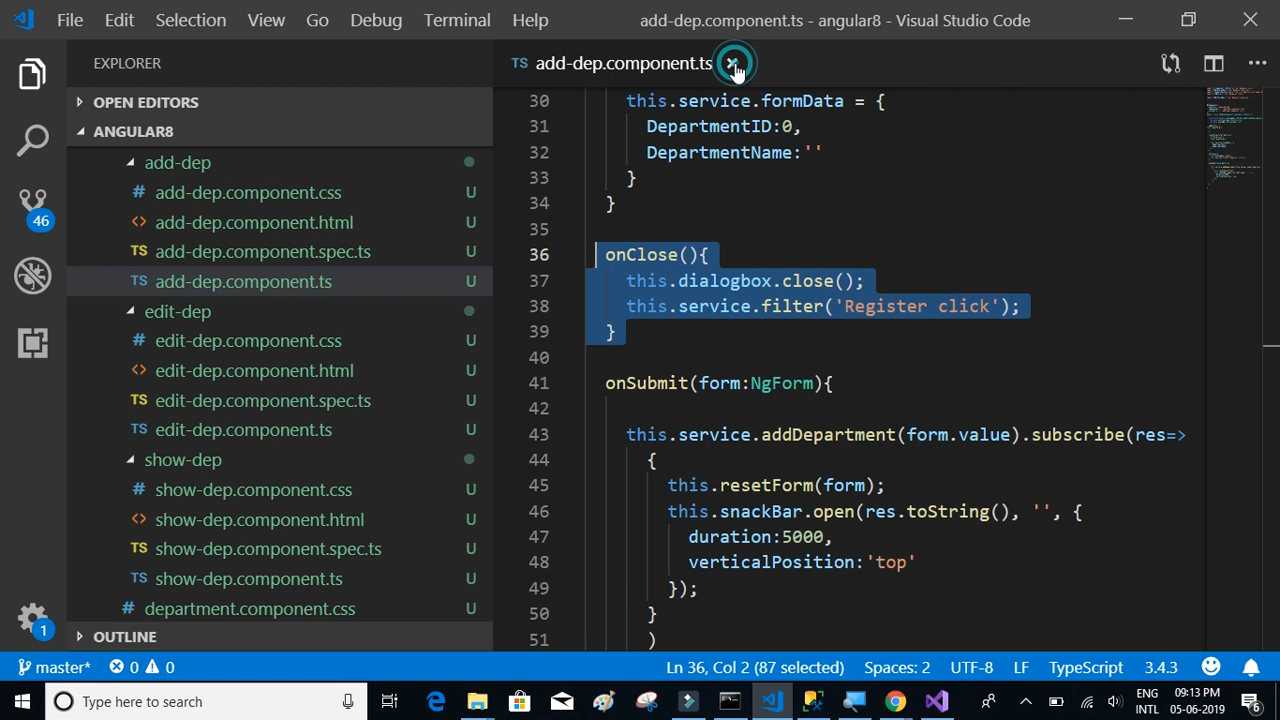 File Edit Selection View Go Debug Terminal Help add-dep.component.ts - angular8 - Visual Studio Code
EXPLORER
OPEN EDITORS
ANGULAR8
add-dep
# add-dep.component.css U
<> add-dep.component.html U
TS add-dep.component.spec.ts U
TS add-dep.component.ts U
edit-dep
# edit-dep.component.css U
<> edit-dep.component.html U
TS edit-dep.component.spec.ts U
TS edit-dep.component.ts U
show-dep
# show-dep.component.css U
<> show-dep.component.html U
TS show-dep.component.spec.ts U
TS show-dep.component.ts U
# department.component.css U
OUTLINE
46
1
TS add-dep.component.ts
30 this.service.formData = {
31 DepartmentID:0,
32 DepartmentName:''
33 }
34 }
35
36 onClose(){
37 this.dialogbox.close();
38 this.service.filter('Register click');
39 }
40
41 onSubmit(form:NgForm){
42
43 this.service.addDepartment(form.value).subscribe(res=>
44 {
45 this.resetForm(form);
46 this.snackBar.open(res.toString(), '', {
47 duration:5000,
48 verticalPosition:'top'
49 });
50 }
51 )
master* 0 0 Ln 36, Col 2 (87 selected) Spaces: 2 UTF-8 LF TypeScript 3.4.3
Type here to search
ENG 09:13 PM
INTL 05-06-2019
6